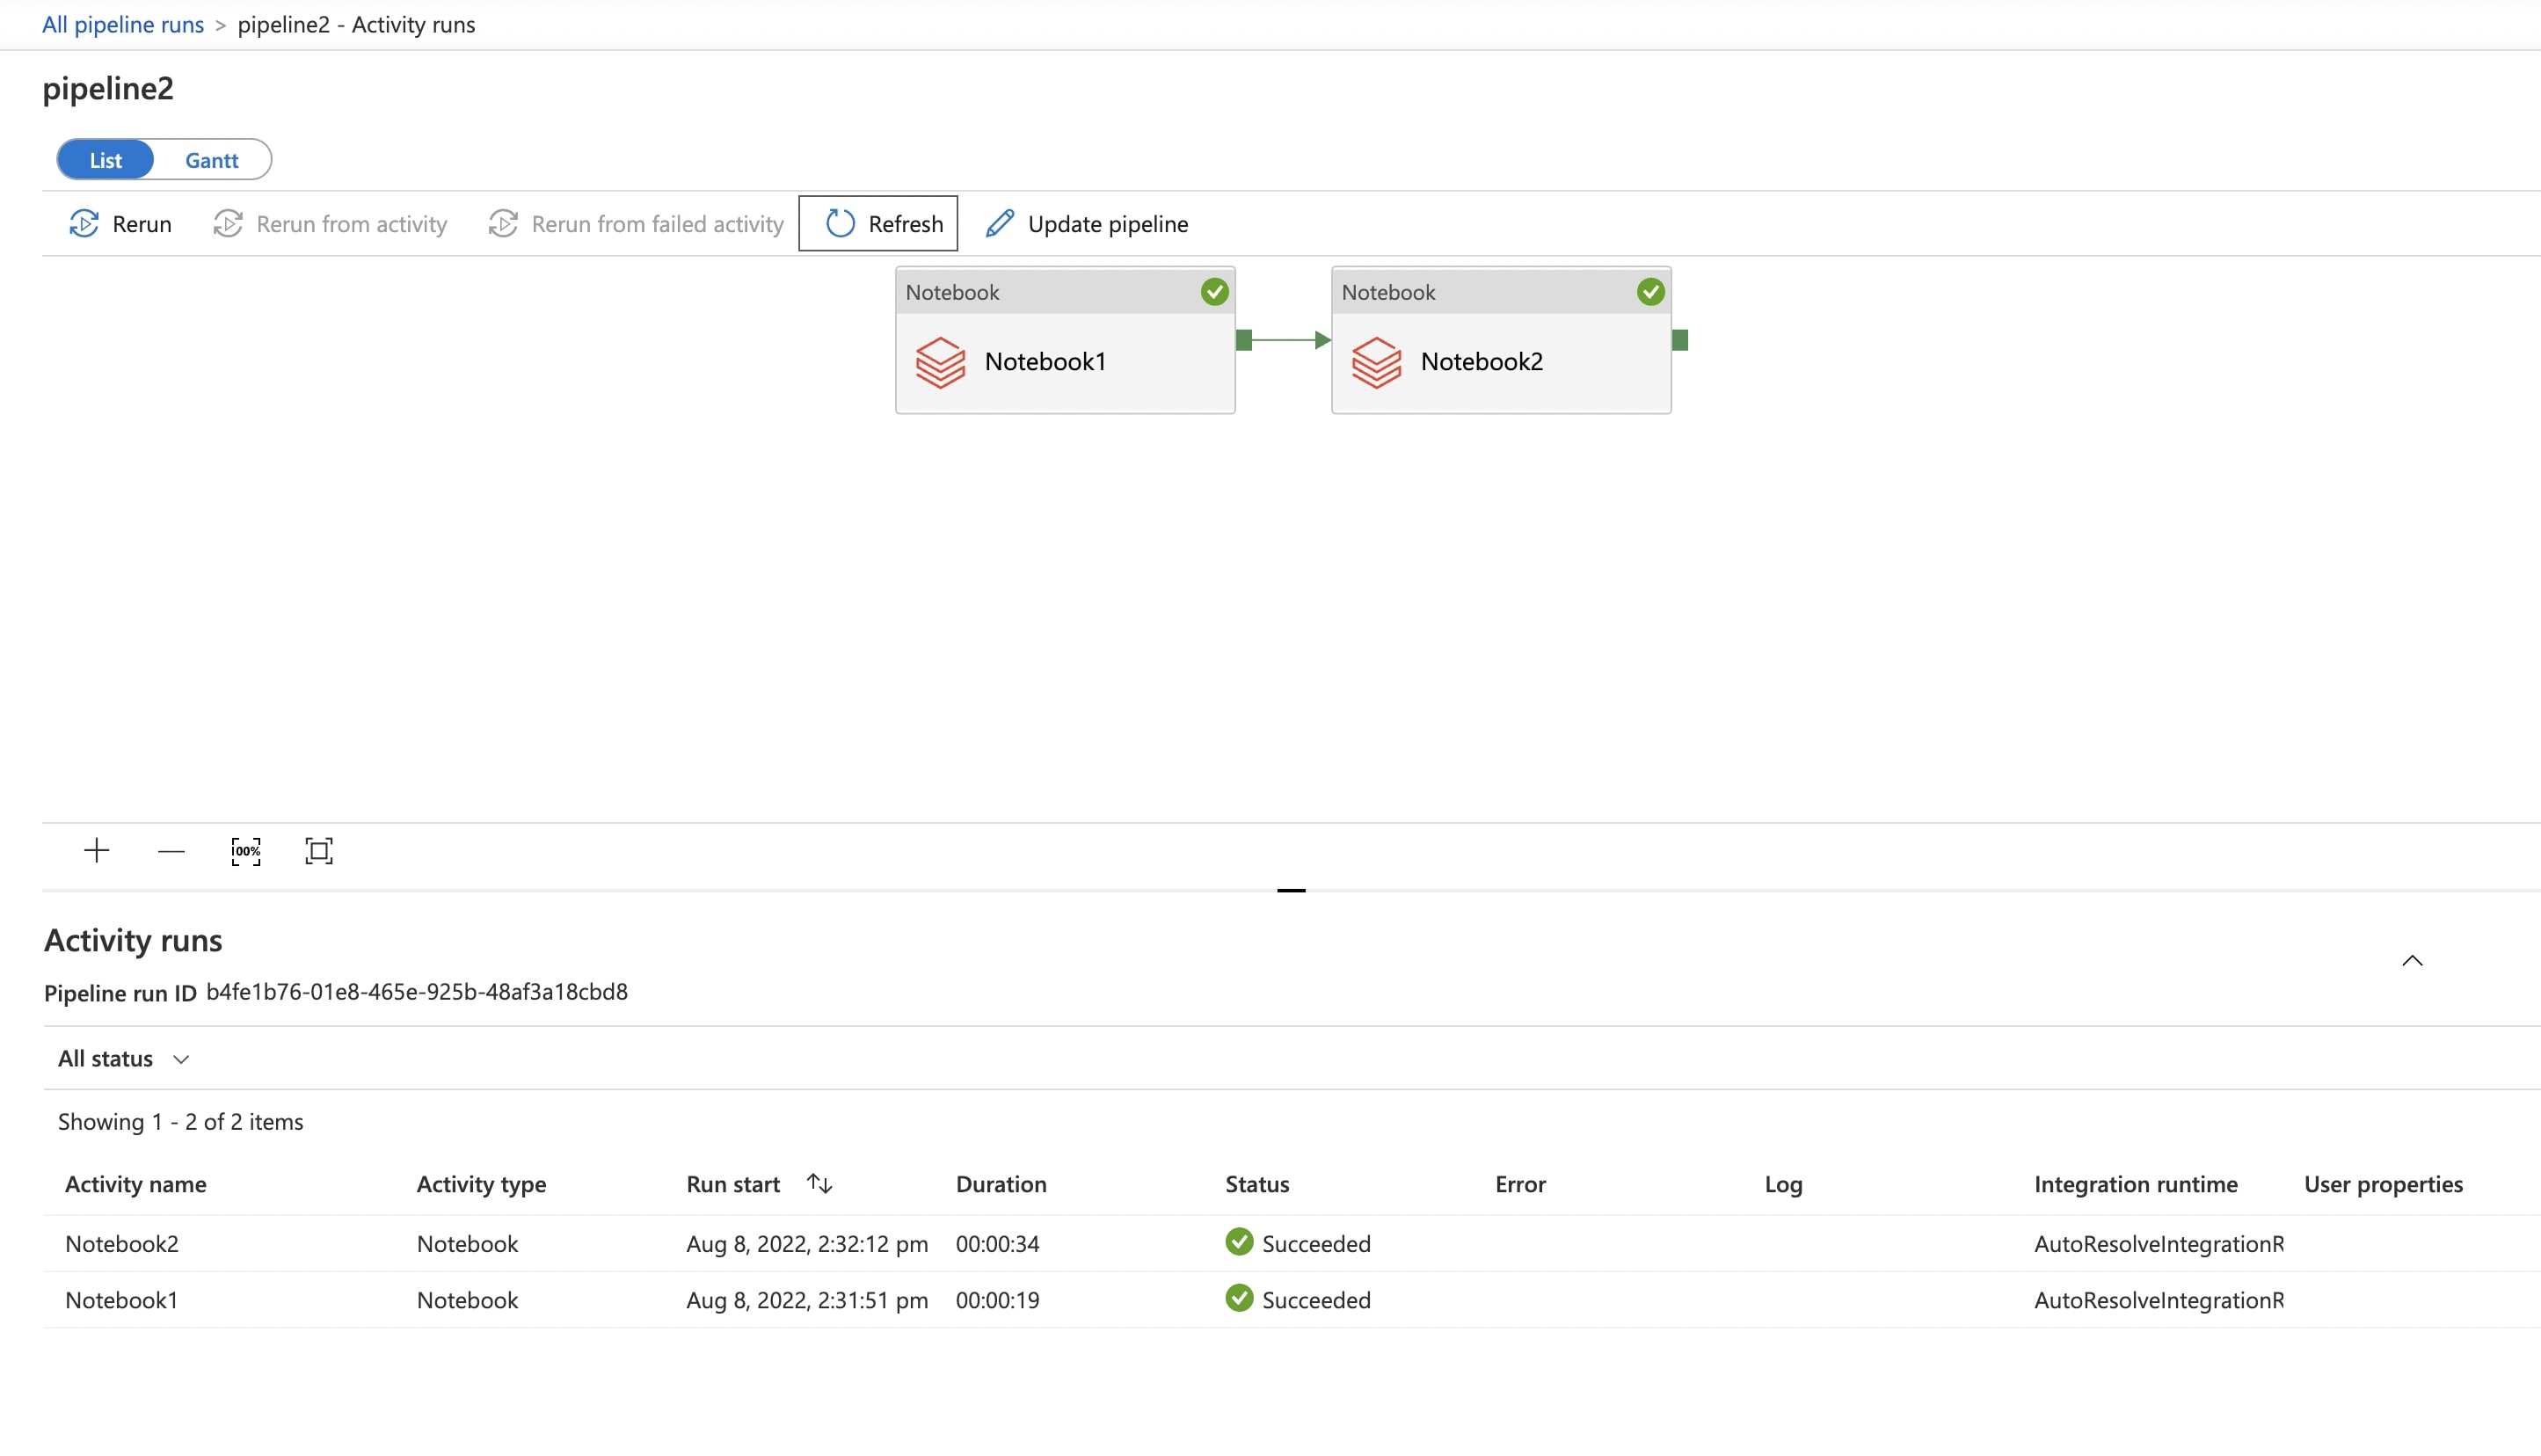 All pipeline runs > pipeline2 - Activity runs
pipeline2
List Gantt
Rerun Rerun from activity Rerun from failed activity Refresh Update pipeline
Notebook Notebook
Notebook1 Notebook2
100%
Activity runs
Pipeline run ID b4fe1b76-01e8-465e-925b-48af3a18cbd8
All status
Showing 1 - 2 of 2 items
Activity name Activity type Run start Duration Status Error Log Integration runtime User properties
Notebook2 Notebook Aug 8, 2022, 2:32:12 pm 00:00:34 Succeeded AutoResolveIntegrationR
Notebook1 Notebook Aug 8, 2022, 2:31:51 pm 00:00:19 Succeeded AutoResolveIntegrationR